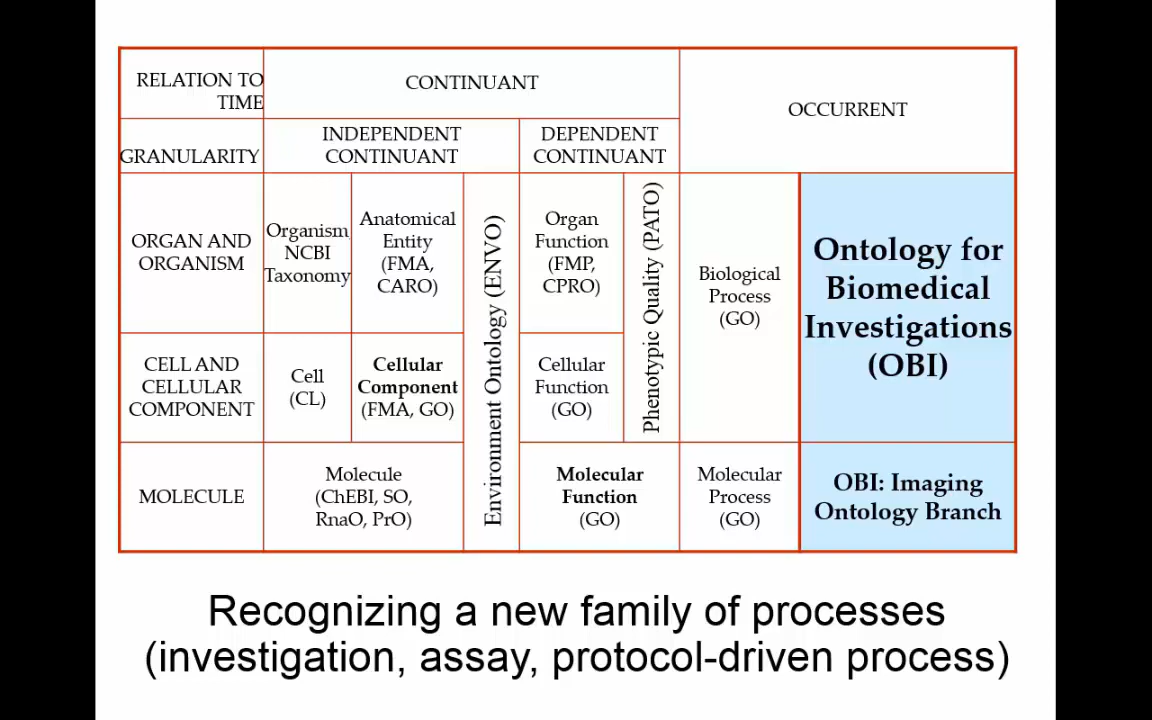 RELATION TO
TIME
CONTINUANT
OCCURRENT
GRANULARITY
INDEPENDENT
CONTINUANT
DEPENDENT
CONTINUANT
ORGAN AND
ORGANISM
Organism
NCBI
Taxonomy
Anatomical
Entity
(FMA,
CARO)
Environment Ontology (ENVO)
Organ
Function
(FMP,
CPRO)
Phenotypic Quality (PATO)
Biological
Process
(GO)
Ontology for
Biomedical
Investigations
(OBI)
CELL AND
CELLULAR
COMPONENT
Cell
(CL)
Cellular
Component
(FMA, GO)
Cellular
Function
(GO)
MOLECULE
Molecule
(ChEBI, SO,
RnaO, PrO)
Molecular
Function
(GO)
Molecular
Process
(GO)
OBI: Imaging
Ontology Branch
Recognizing a new family of processes
(investigation, assay, protocol-driven process)